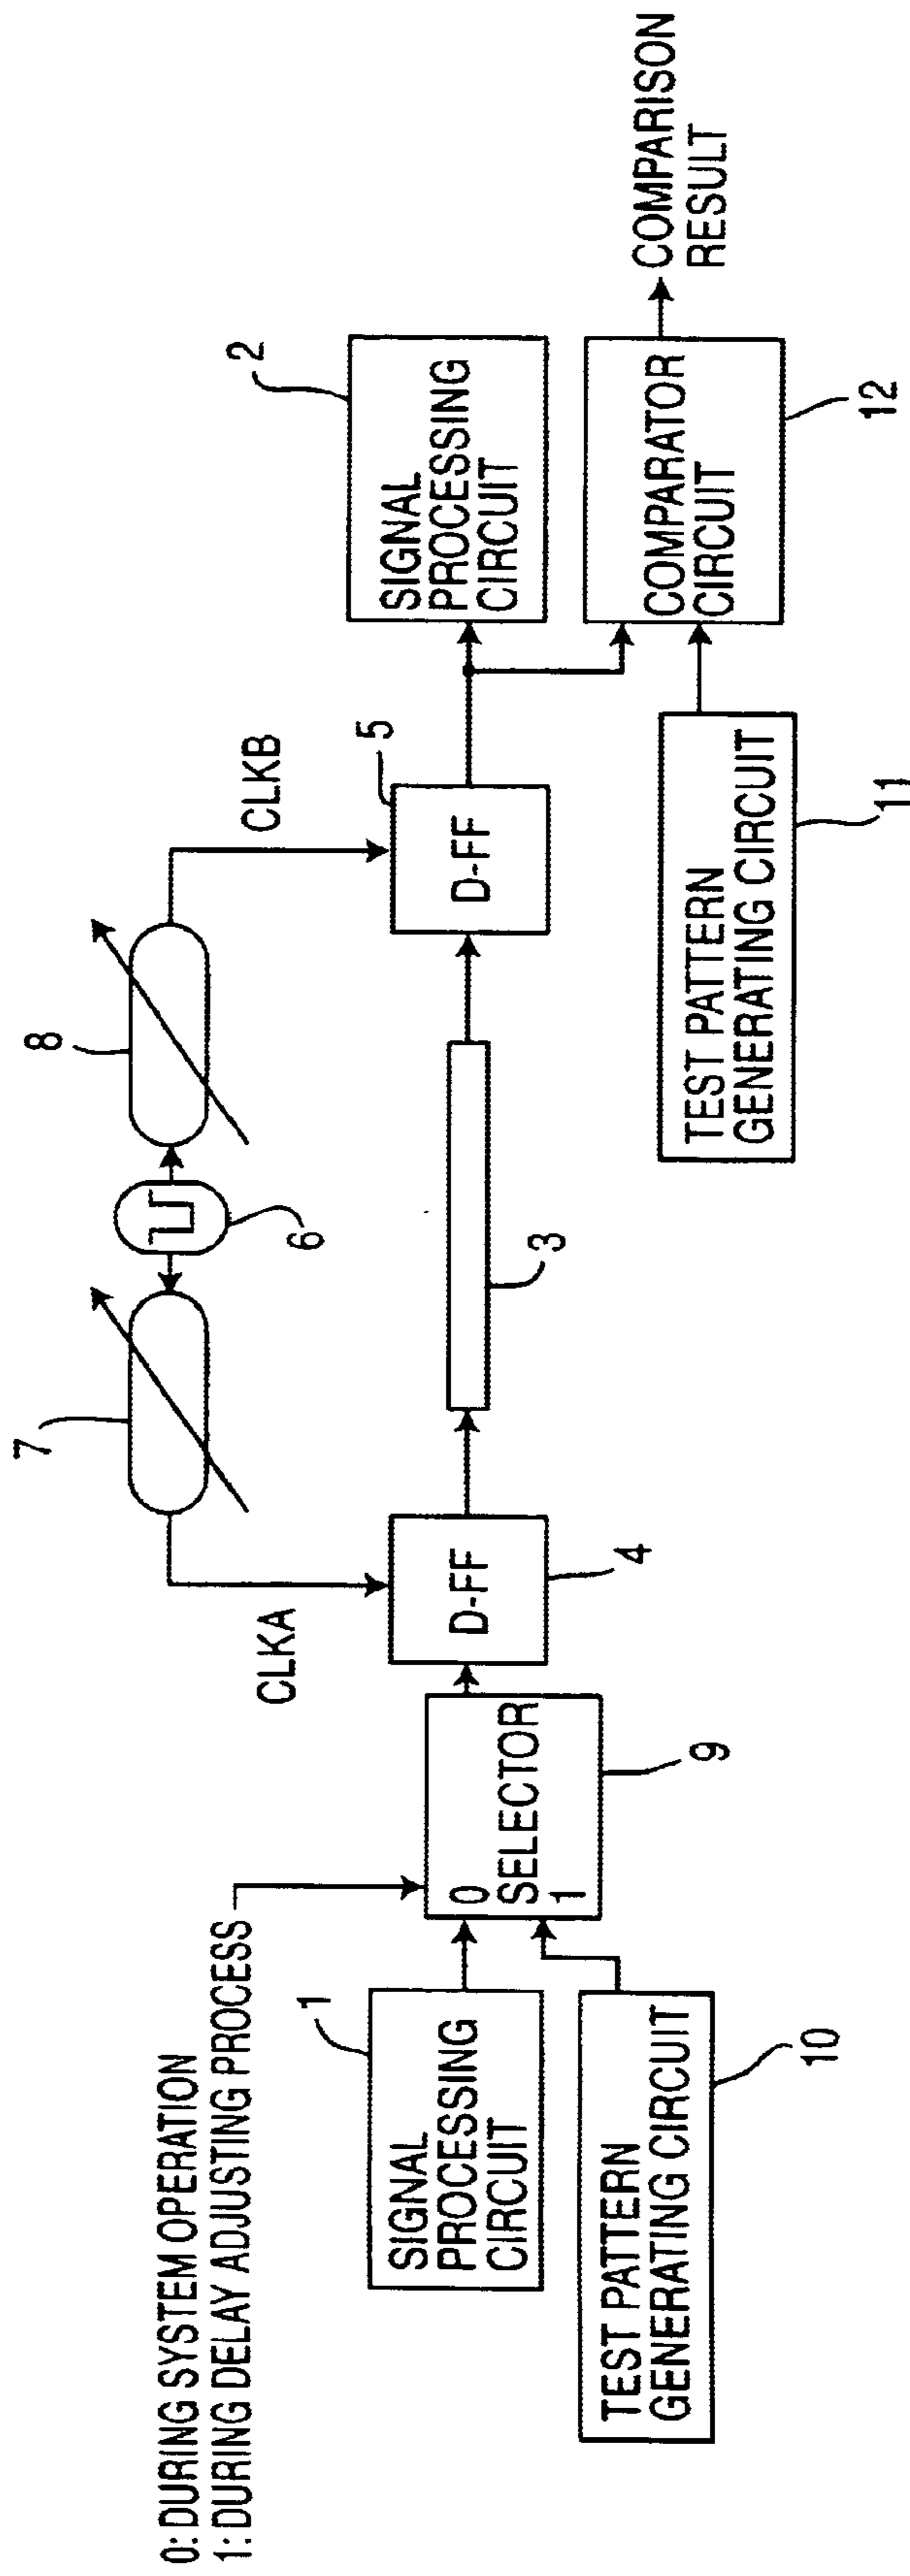 0: DURING SYSTEM OPERATION
1: DURING DELAY ADJUSTING PROCESS
7
6
8
CLKA
CLKB
1
SIGNAL
PROCESSING
CIRCUIT
0
SELECTOR
1
9
D-FF
4
3
D-FF
5
2
SIGNAL
PROCESSING
CIRCUIT
TEST PATTERN
GENERATING CIRCUIT
10
TEST PATTERN
GENERATING CIRCUIT
11
COMPARATOR
CIRCUIT
12
COMPARISON
RESULT